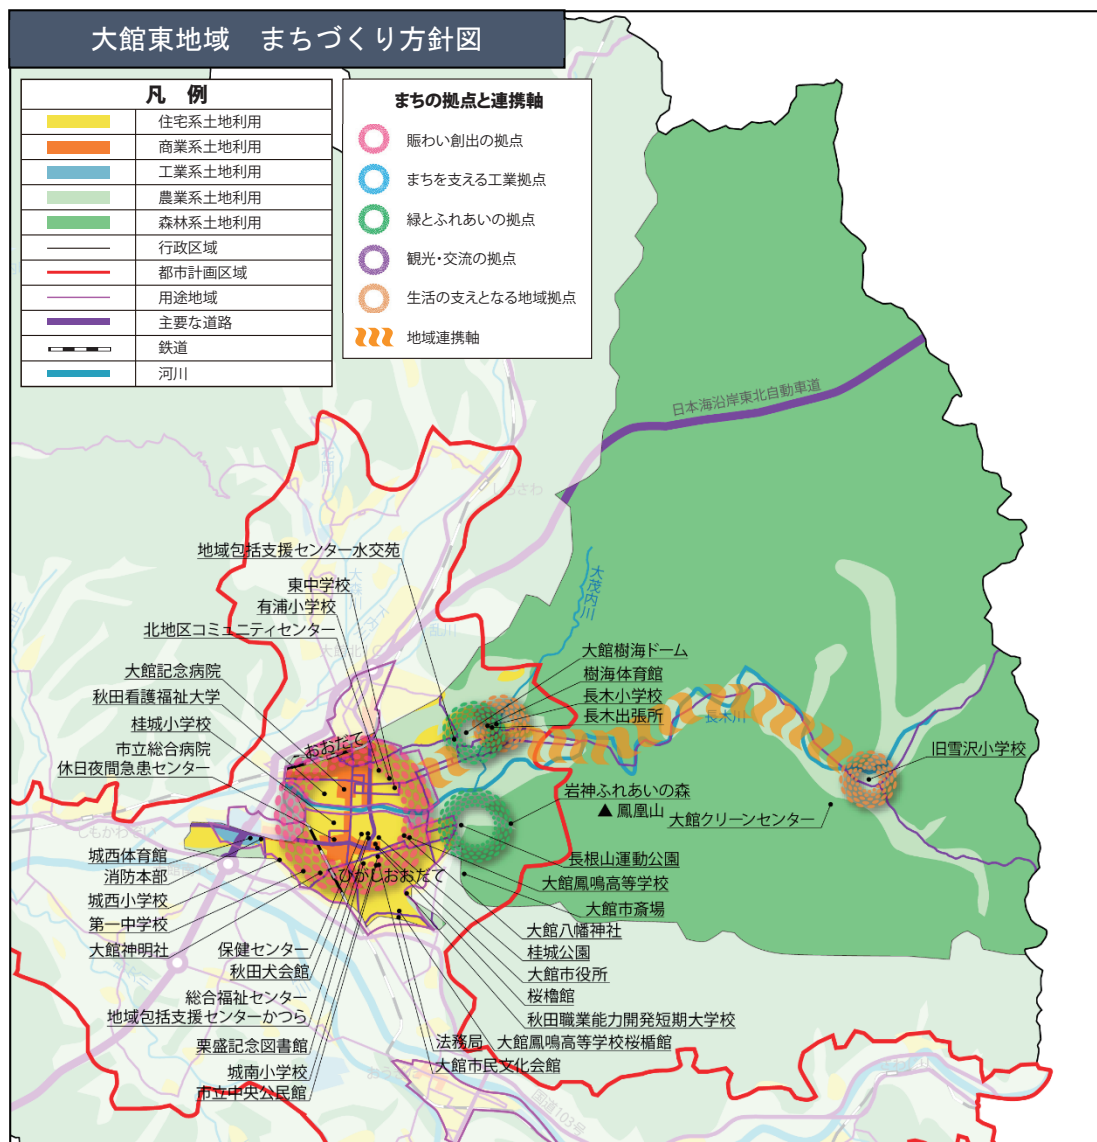 大館東地域　まちづくり方針図
凡 例
住宅系土地利用
商業系土地利用
工業系土地利用
農業系土地利用
森林系土地利用
行政区域
都市計画区域
用途地域
主要な道路
鉄道
河川
まちの拠点と連携軸
賑わい創出の拠点
まちを支える工業拠点
緑とふれあいの拠点
観光・交流の拠点
生活の支えとなる地域拠点
地域連携軸
日本海沿岸東北自動車道
しらさわ
地域包括支援センター水交苑
東中学校
有浦小学校
北地区コミュニティセンター
大館記念病院
秋田看護福祉大学
桂城小学校
市立総合病院
休日夜間急患センター
おおだて
大茂内川
大館樹海ドーム
樹海体育館
長木小学校
長木出張所
長木川
旧雪沢小学校
岩神ふれあいの森
▲ 鳳凰山
大館クリーンセンター
長根山運動公園
大館鳳鳴高等学校
大館市斎場
大館八幡神社
桂城公園
大館市役所
桜櫓館
秋田職業能力開発短期大学校
大館鳳鳴高等学校桜楯館
法務局
大館市民文化会館
しもかわぞい
城西体育館
消防本部
城西小学校
第一中学校
大館神明社
ひがしおおだて
保健センター
秋田犬会館
総合福祉センター
地域包括支援センターかつら
栗盛記念図書館
城南小学校
市立中央公民館
国道103号